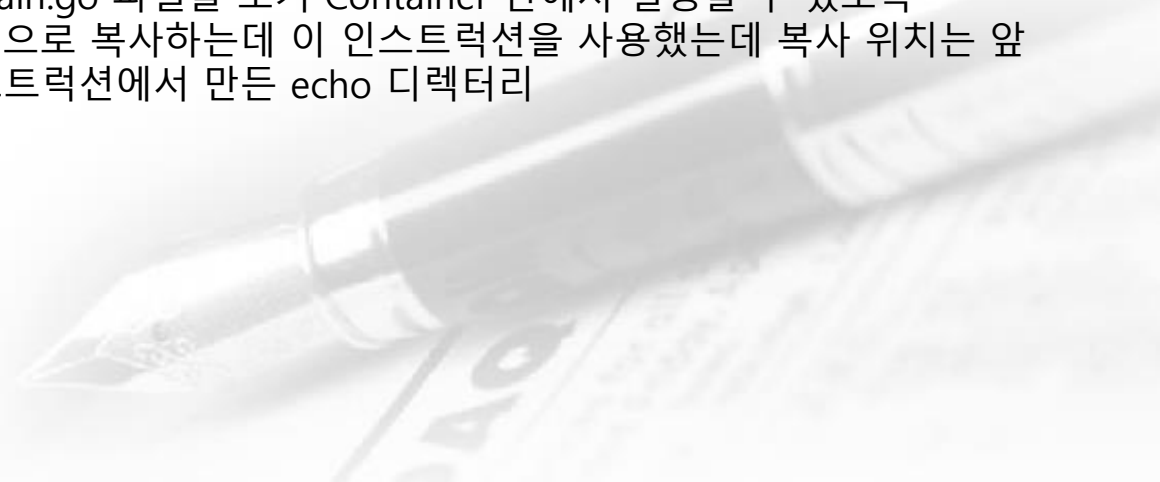 ain.go 파일을 도커 Container 안에서 실행할 수 있도록
으로 복사하는데 이 인스트럭션을 사용했는데 복사 위치는 앞
트럭션에서 만든 echo 디렉터리